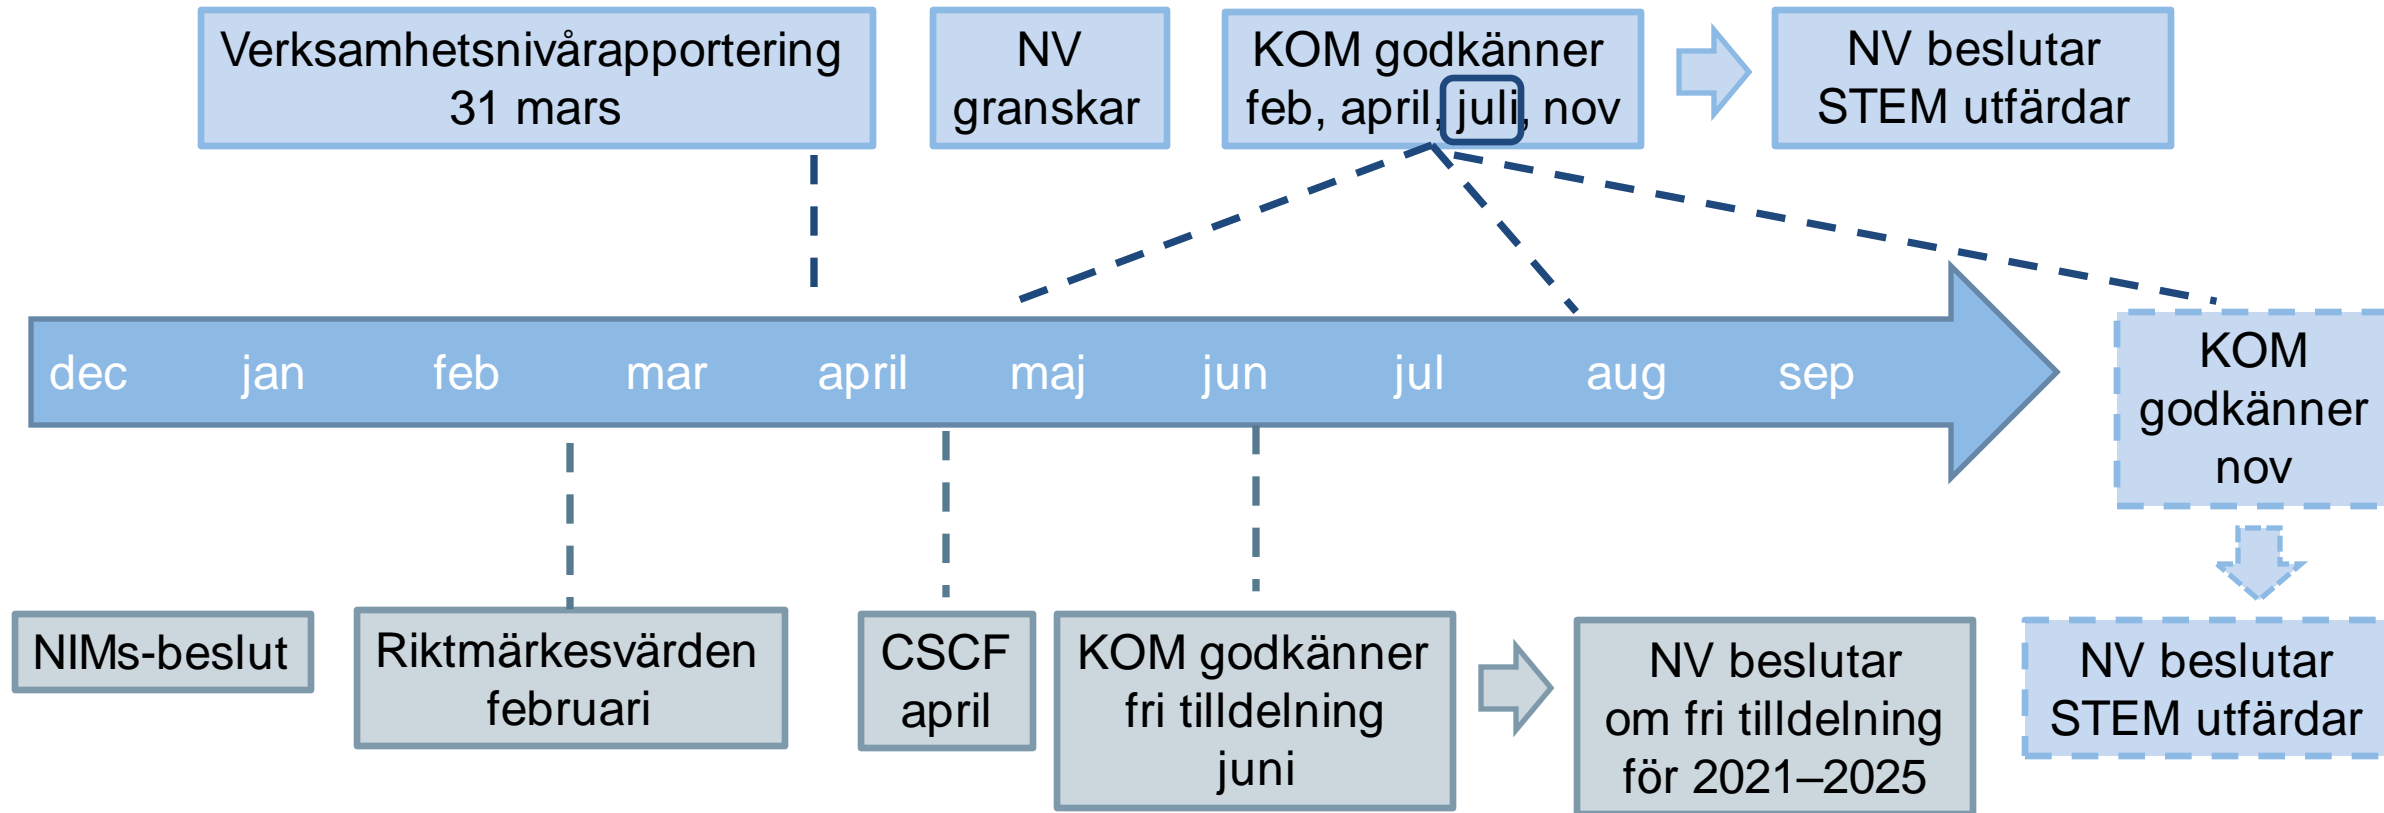 Verksamhetsnivårapportering
31 mars
NV
granskar
KOM godkänner
feb, april, juli, nov
NV beslutar
STEM utfärdar
dec jan feb mar april maj jun jul aug sep
KOM
godkänner
nov
NIMs-beslut
Riktmärkesvärden
februari
CSCF
april
KOM godkänner
fri tilldelning
juni
NV beslutar
om fri tilldelning
för 2021–2025
NV beslutar
STEM utfärdar